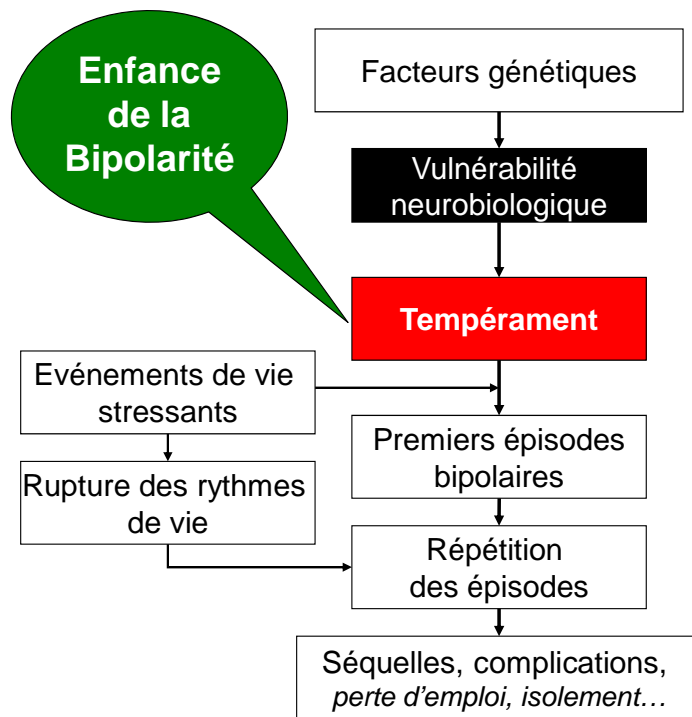 Enfance
de la
Bipolarité
Facteurs génétiques
Vulnérabilité
neurobiologique
Tempérament
Evénements de vie
stressants
Premiers épisodes
bipolaires
Rupture des rythmes
de vie
Répétition
des épisodes
Séquelles, complications,
perte d’emploi, isolement…